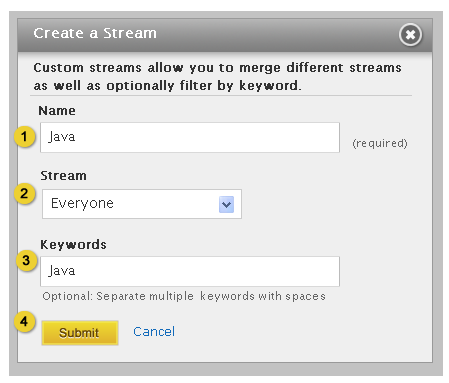 Create a Stream
Custom streams allow you to merge different streams
as well as optionally filter by keyword.
Name
1
Java
(required)
Stream
2
Everyone
Keywords
3
Java
Optional: Separate multiple keywords with spaces
4
Submit Cancel